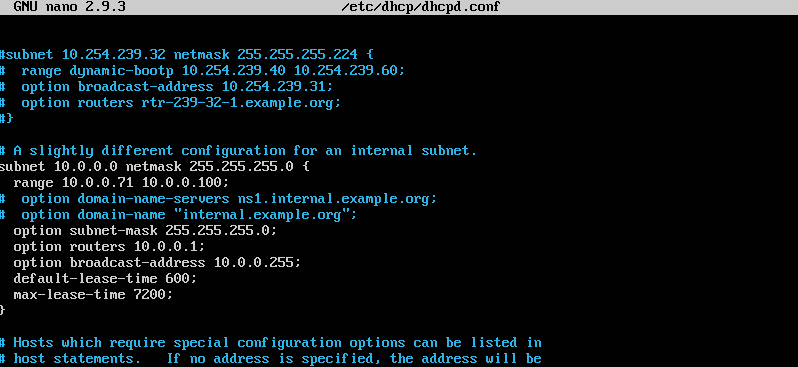 GNU nano 2.9.3 /etc/dhcp/dhcpd.conf
#subnet 10.254.239.32 netmask 255.255.255.224 {
#  range dynamic-bootp 10.254.239.40 10.254.239.60;
#  option broadcast-address 10.254.239.31;
#  option routers rtr-239-32-1.example.org;
#}
# A slightly different configuration for an internal subnet.
subnet 10.0.0.0 netmask 255.255.255.0 {
  range 10.0.0.71 10.0.0.100;
#  option domain-name-servers ns1.internal.example.org;
#  option domain-name "internal.example.org";
  option subnet-mask 255.255.255.0;
  option routers 10.0.0.1;
  option broadcast-address 10.0.0.255;
  default-lease-time 600;
  max-lease-time 7200;
}
# Hosts which require special configuration options can be listed in
# host statements.   If no address is specified, the address will be